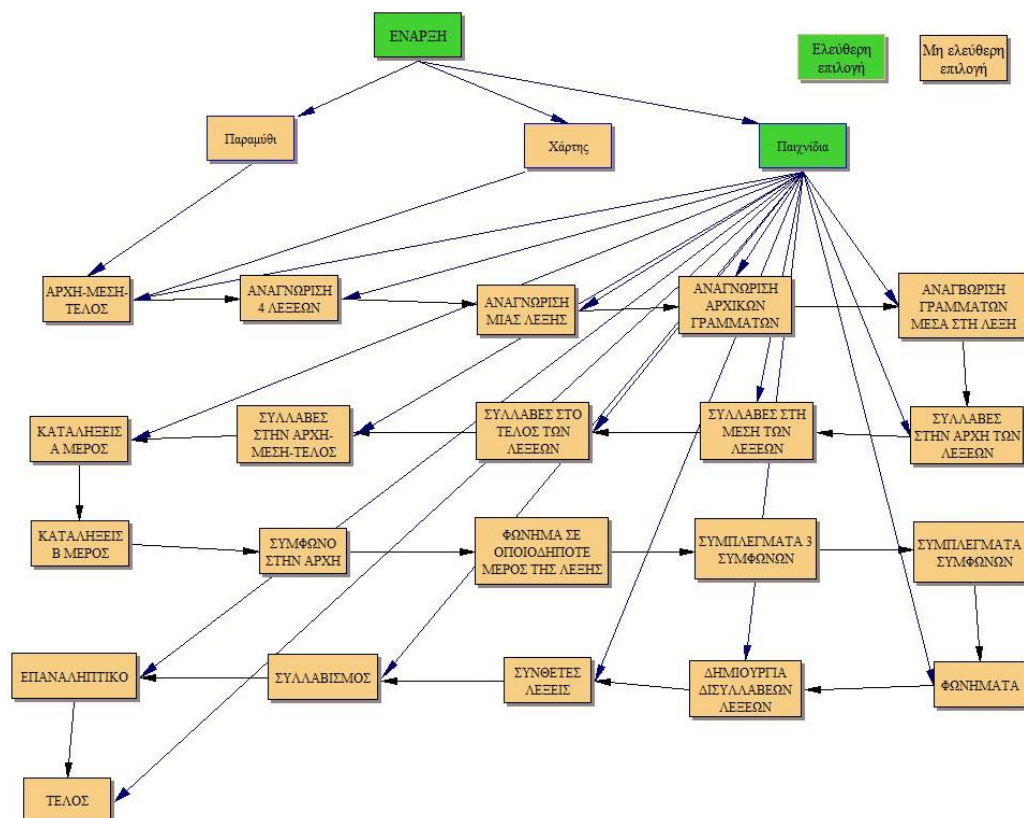 ΕΝΑΡΞΗ
Ελεύθερη
επιλογή
Μη ελεύθερη
επιλογή
Παραμύθι
Χάρτης
Παιχνίδια
ΑΡΧΗ-ΜΕΣΗ-
ΤΕΛΟΣ
ΑΝΑΓΝΩΡΙΣΗ
4 ΛΕΞΕΩΝ
ΑΝΑΓΝΩΡΙΣΗ
ΜΙΑΣ ΛΕΞΗΣ
ΑΝΑΓΝΩΡΙΣΗ
ΑΡΧΙΚΩΝ
ΓΡΑΜΜΑΤΩΝ
ΑΝΑΓΒΩΡΙΣΗ
ΓΡΑΜΜΑΤΩΝ
ΜΕΣΑ ΣΤΗ ΛΕΞΗ
ΚΑΤΑΛΗΞΕΙΣ
Α ΜΕΡΟΣ
ΣΥΛΛΑΒΕΣ
ΣΤΗΝ ΑΡΧΗ-
ΜΕΣΗ-ΤΕΛΟΣ
ΣΥΛΛΑΒΕΣ ΣΤΟ
ΤΕΛΟΣ ΤΩΝ
ΛΕΞΕΩΝ
ΣΥΛΛΑΒΕΣ ΣΤΗ
ΜΕΣΗ ΤΩΝ
ΛΕΞΕΩΝ
ΣΥΛΛΑΒΕΣ
ΣΤΗΝ ΑΡΧΗ ΤΩΝ
ΛΕΞΕΩΝ
ΚΑΤΑΛΗΞΕΙΣ
Β ΜΕΡΟΣ
ΣΥΜΦΩΝΟ
ΣΤΗΝ ΑΡΧΗ
ΦΩΝΗΜΑ ΣΕ
ΟΠΟΙΟΔΗΠΟΤΕ
ΜΕΡΟΣ ΤΗΣ ΛΕΞΗΣ
ΣΥΜΠΛΕΓΜΑΤΑ 3
ΣΥΜΦΩΝΩΝ
ΣΥΜΠΛΕΓΜΑΤΑ
ΣΥΜΦΩΝΩΝ
ΕΠΑΝΑΛΗΠΤΙΚΟ
ΣΥΛΛΑΒΙΣΜΟΣ
ΣΥΝΘΕΤΕΣ
ΛΕΞΕΙΣ
ΔΗΜΙΟΥΡΓΙΑ
ΔΙΣΥΛΛΑΒΕΩΝ
ΛΕΞΕΩΝ
ΦΩΝΗΜΑΤΑ
ΤΕΛΟΣ